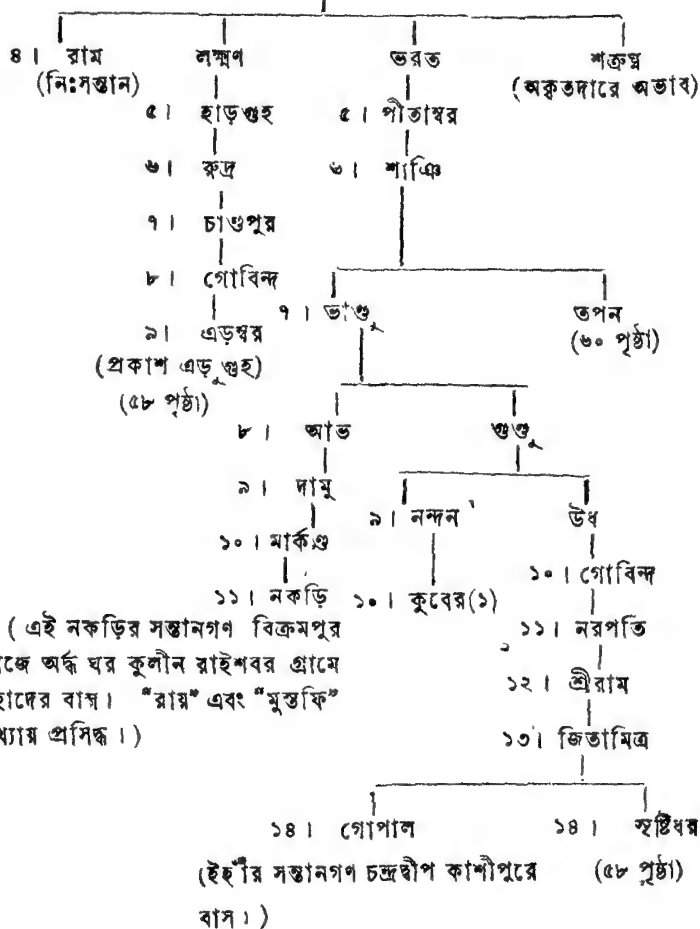 ৪। রাম লক্ষ্মণ ভরত শত্রুঘ্ন
(নিঃসন্তান) (অকৃতদারে অভাব)
৫। হাড়গুহ ৫। পীতাম্বর
৬। রুদ্র ৬। শাঞি
৭। চাণ্ডপুর
৮। গোবিন্দ
৯। এড়ম্বর ৭। ভাণ্ডু তপন
(প্রকাশ এড়ুগুহ) (৬০ পৃষ্ঠা)
(৫৮ পৃষ্ঠা)
৮। আভ গুণ্ডু
৯। দামু ৯। নন্দন উধ
১০। মার্কণ্ড ১০। গোবিন্দ
১১। নকড়ি ১০। কুবের(১)
(এই নকড়ির সন্তানগণ বিক্রমপুর ১১। নরপতি
াজে অর্দ্ধ ঘর কুলীন রাইশবর গ্রামে
হাদের বাস। "রায়" এবং "মুস্তফি" ১২। শ্রীরাম
খ্যায় প্রসিদ্ধ।) ১৩। জিতামিত্র
১৪। গোপাল ১৪। সৃষ্টিধর
(ইহাঁর সন্তানগণ চন্দ্রদ্বীপ কাশীপুরে (৫৮ পৃষ্ঠা)
বাস।)